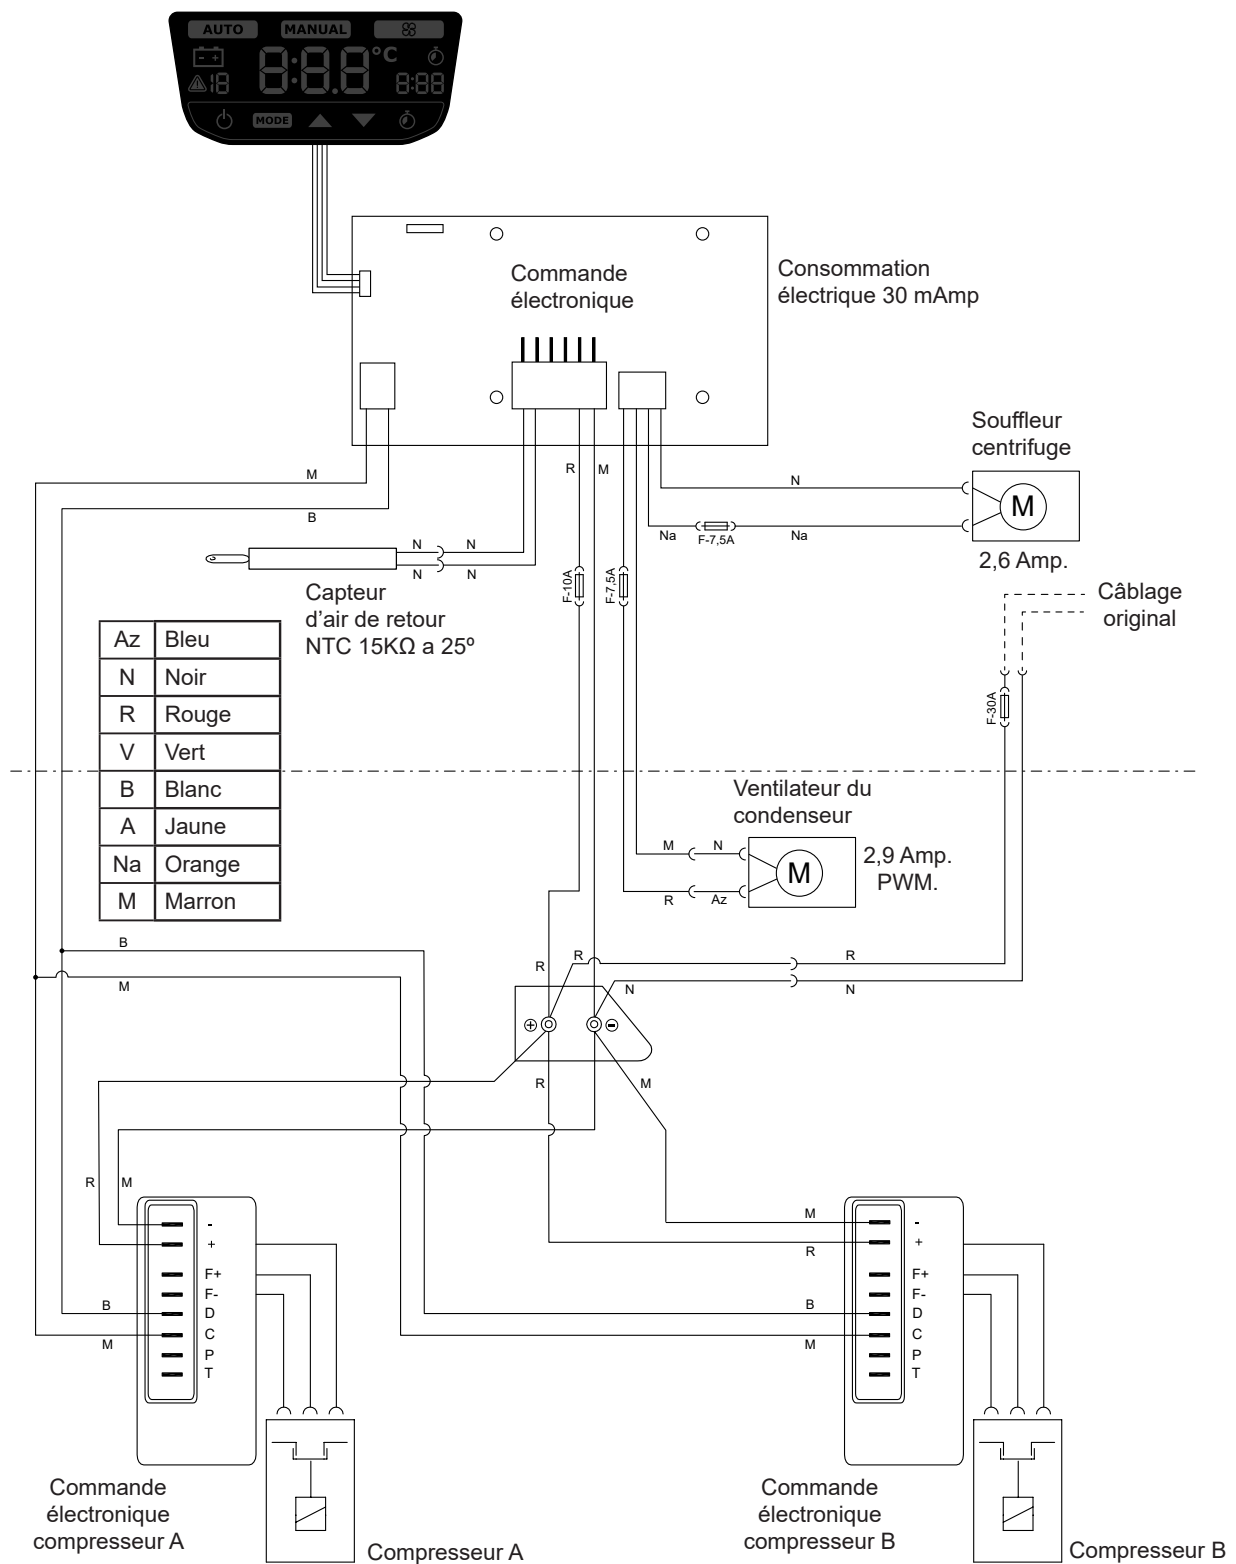 AUTO MANUAL
- +
8:8.8 °C
18 8:88
MODE
Commande
électronique
Consommation
électrique 30 mAmp
Souffleur
centrifuge
M
2,6 Amp.
M
B
R M
N
Na F-7,5A Na
N N
N N
F-10A
F-7,5A
Capteur
d’air de retour
NTC 15KΩ a 25º
Câblage
original
F-30A
Az Bleu
N Noir
R Rouge
V Vert
B Blanc
A Jaune
Na Orange
M Marron
Ventilateur du
condenseur
M N
R Az
M
2,9 Amp.
PWM.
B
M
R
R R
N N
+ -
R M
R M
-
+
F+
F-
D
C
P
T
B
M
M
R
B
M
-
+
F+
F-
D
C
P
T
Commande
électronique
compresseur A
Compresseur A
Commande
électronique
compresseur B
Compresseur B